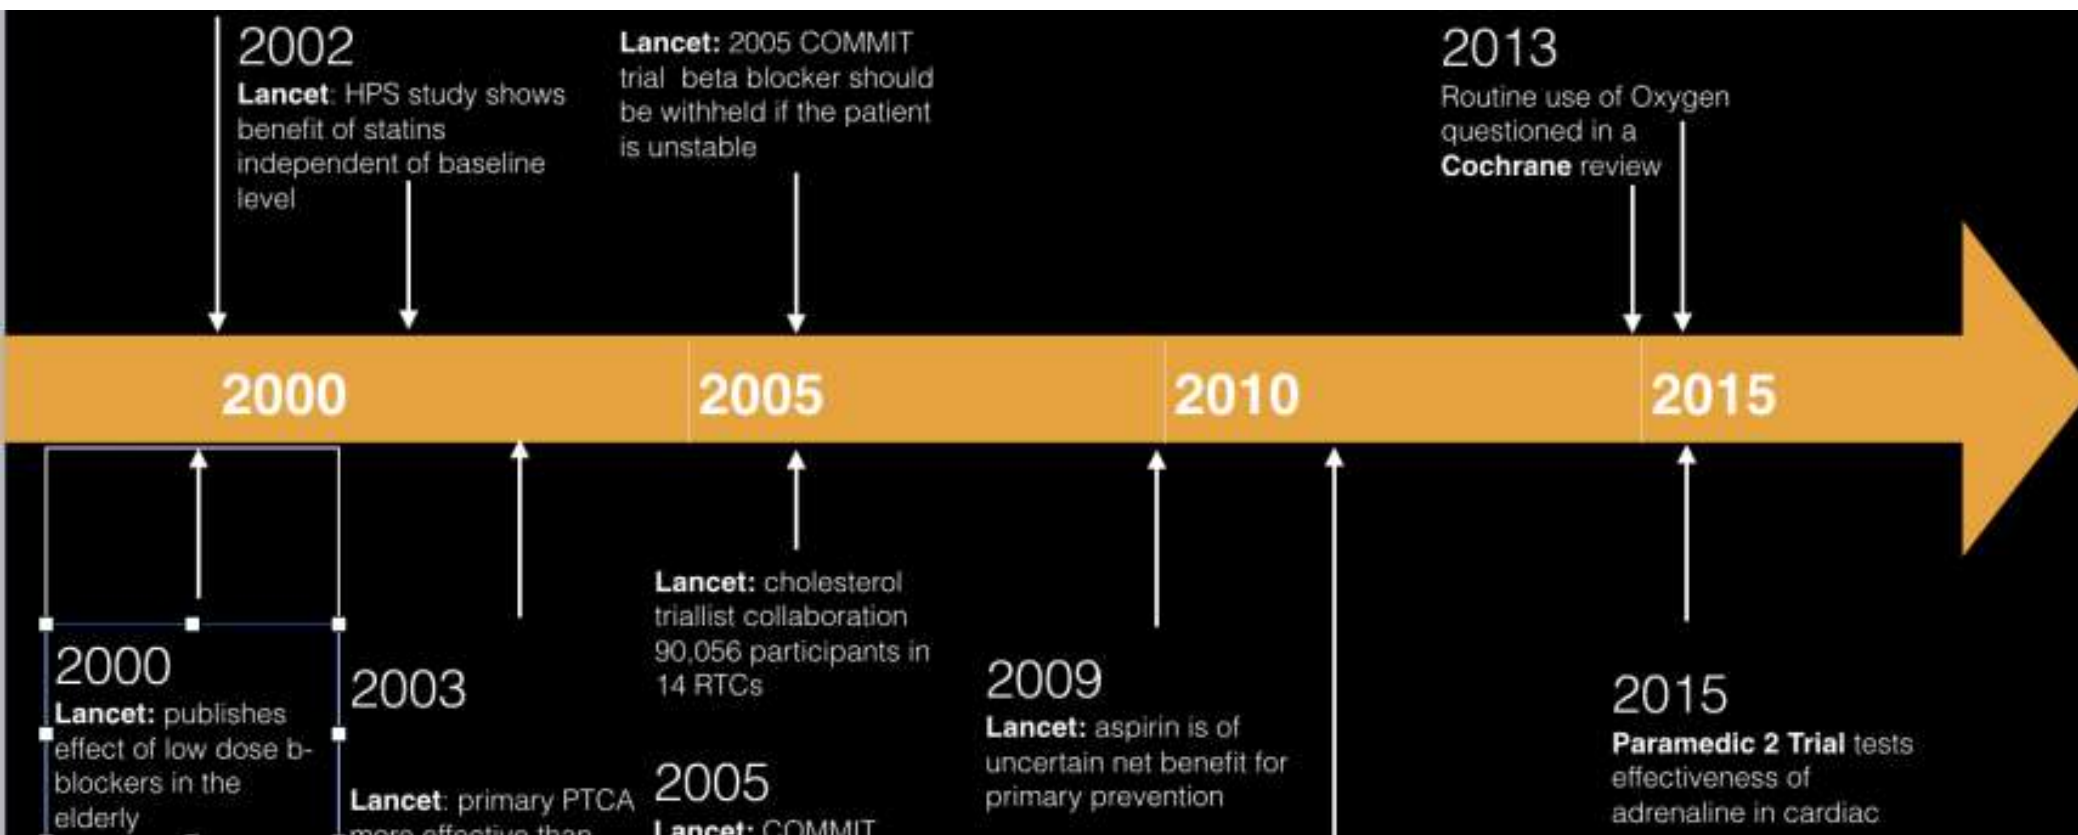 2002
Lancet: HPS study shows
benefit of statins
independent of baseline
level
Lancet: 2005 COMMIT
trial beta blocker should
be withheld if the patient
is unstable
2013
Routine use of Oxygen
questioned in a
Cochrane review
2000
2005
2010
2015
2000
Lancet: publishes
effect of low dose b-
blockers in the
elderly
2003
Lancet: primary PTCA
more effective than
Lancet: cholesterol
triallist collaboration
90,056 participants in
14 RTCs
2005
Lancet: COMMIT
2009
Lancet: aspirin is of
uncertain net benefit for
primary prevention
2015
Paramedic 2 Trial tests
effectiveness of
adrenaline in cardiac